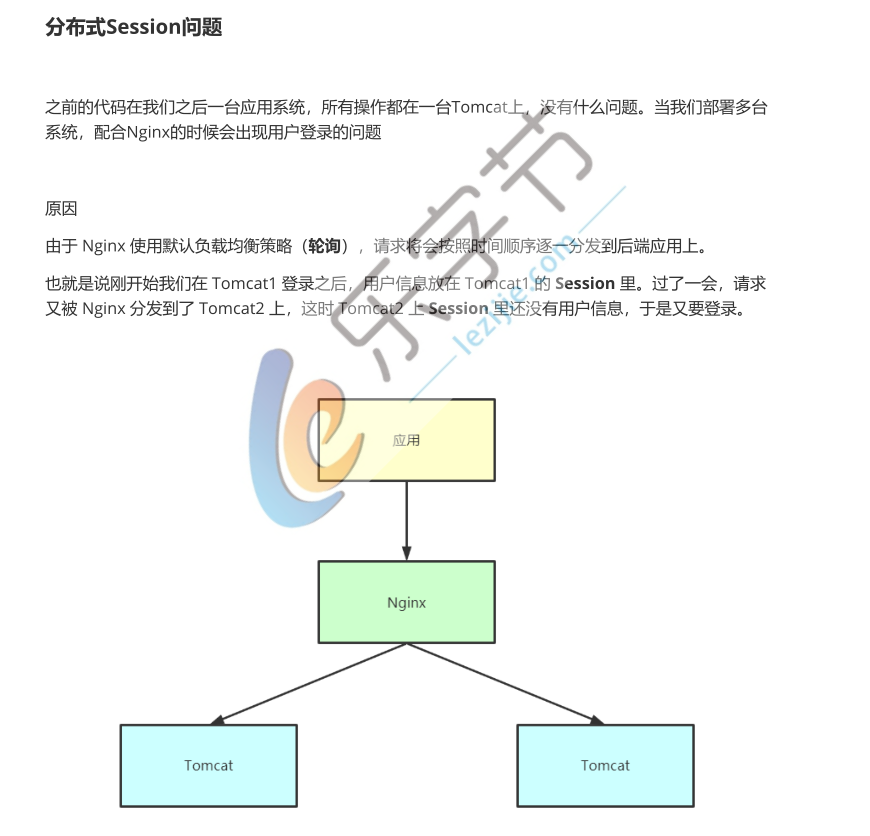 分布式Session问题
之前的代码在我们之后一台应用系统，所有操作都在一台Tomcat上，没有什么问题。当我们部署多台
系统，配合Nginx的时候会出现用户登录的问题
原因
由于 Nginx 使用默认负载均衡策略（轮询），请求将会按照时间顺序逐一分发到后端应用上。
也就是说刚开始我们在 Tomcat1 登录之后，用户信息放在 Tomcat1 的 Session 里。过了一会，请求
又被 Nginx 分发到了 Tomcat2 上，这时 Tomcat2 上 Session 里还没有用户信息，于是又要登录。
乐字节
lezijie.com
应用
Nginx
Tomcat
Tomcat